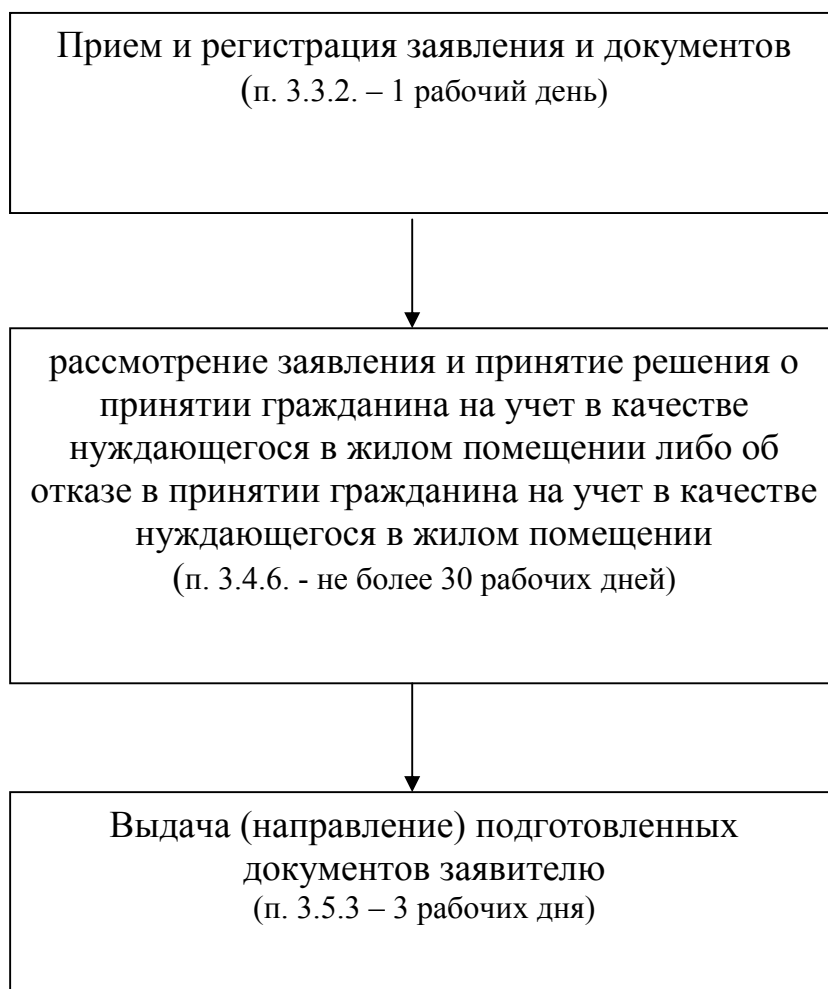 Прием и регистрация заявления и документов
(п. 3.3.2. – 1 рабочий день)
рассмотрение заявления и принятие решения о
принятии гражданина на учет в качестве
нуждающегося в жилом помещении либо об
отказе в принятии гражданина на учет в качестве
нуждающегося в жилом помещении
(п. 3.4.6. - не более 30 рабочих дней)
Выдача (направление) подготовленных
документов заявителю
(п. 3.5.3 – 3 рабочих дня)